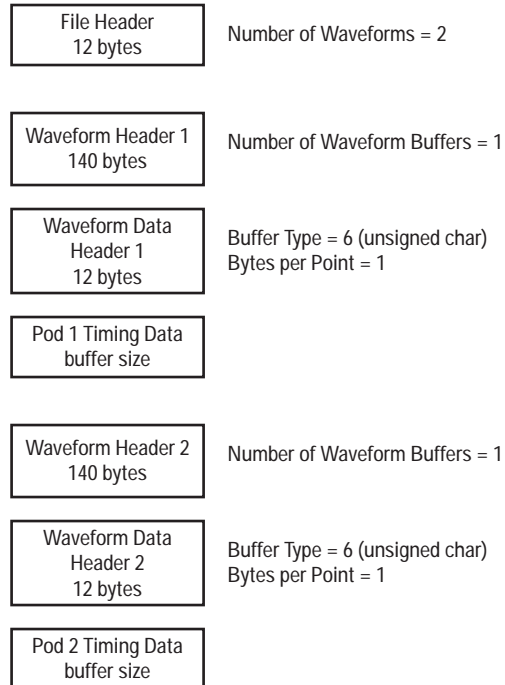 File Header
12 bytes
Number of Waveforms = 2
Waveform Header 1
140 bytes
Number of Waveform Buffers = 1
Waveform Data
Header 1
12 bytes
Buffer Type = 6 (unsigned char)
Bytes per Point = 1
Pod 1 Timing Data
buffer size
Waveform Header 2
140 bytes
Number of Waveform Buffers = 1
Waveform Data
Header 2
12 bytes
Buffer Type = 6 (unsigned char)
Bytes per Point = 1
Pod 2 Timing Data
buffer size